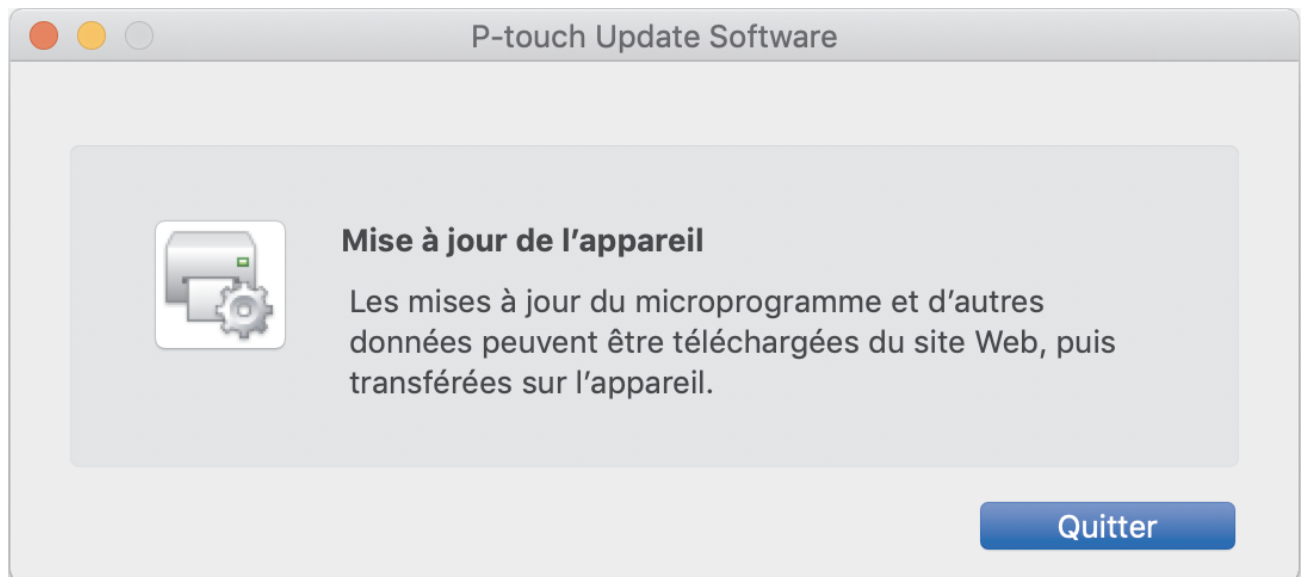 P-touch Update Software
Mise à jour de l’appareil
Les mises à jour du microprogramme et d’autres
données peuvent être téléchargées du site Web, puis
transférées sur l’appareil.
Quitter